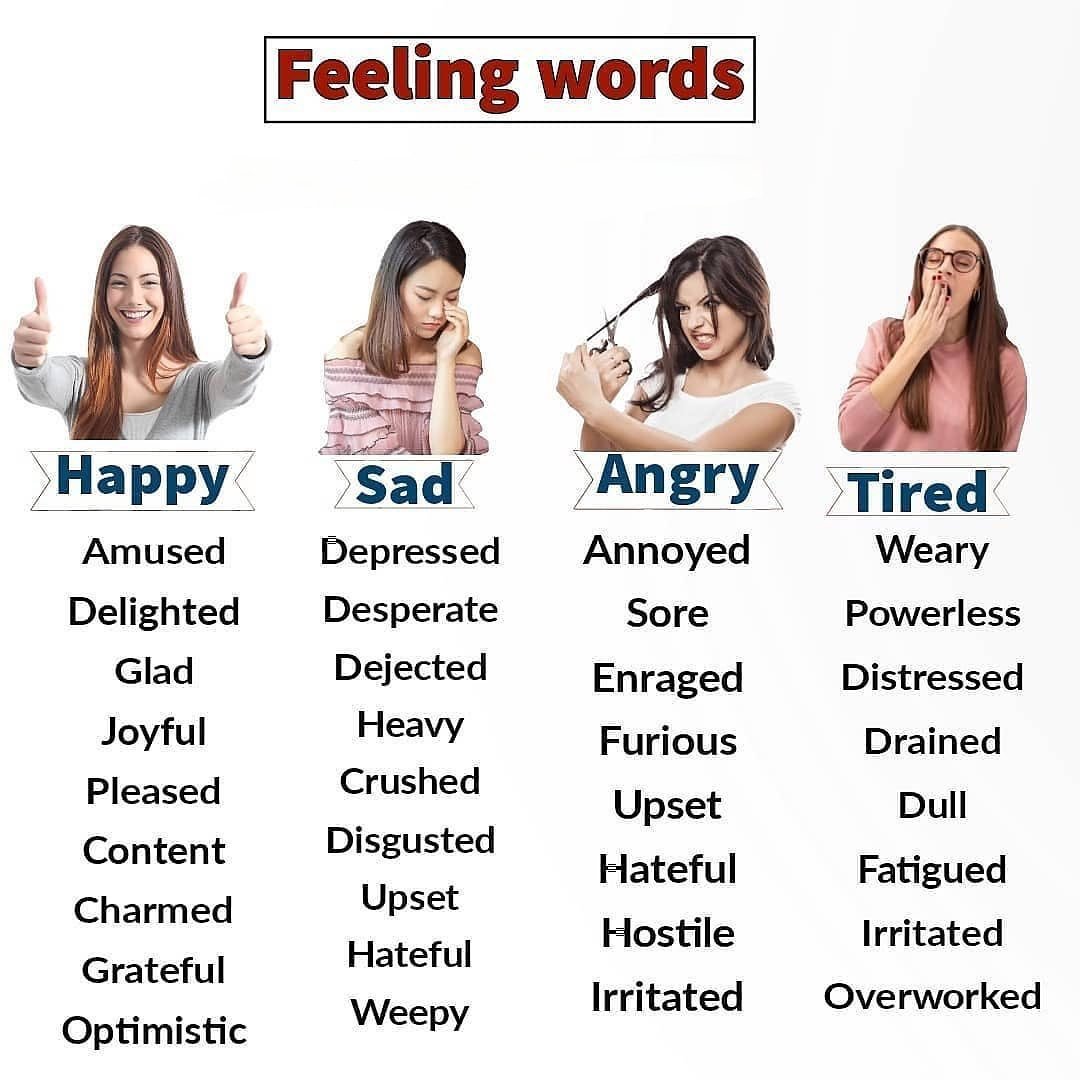 Feeling words
Happy
Amused
Delighted
Glad
Joyful
Pleased
Content
Charmed
Grateful
Optimistic
Sad
Depressed
Desperate
Dejected
Heavy
Crushed
Disgusted
Upset
Hateful
Weepy
Angry
Annoyed
Sore
Enraged
Furious
Upset
Hateful
Hostile
Irritated
Tired
Weary
Powerless
Distressed
Drained
Dull
Fatigued
Irritated
Overworked